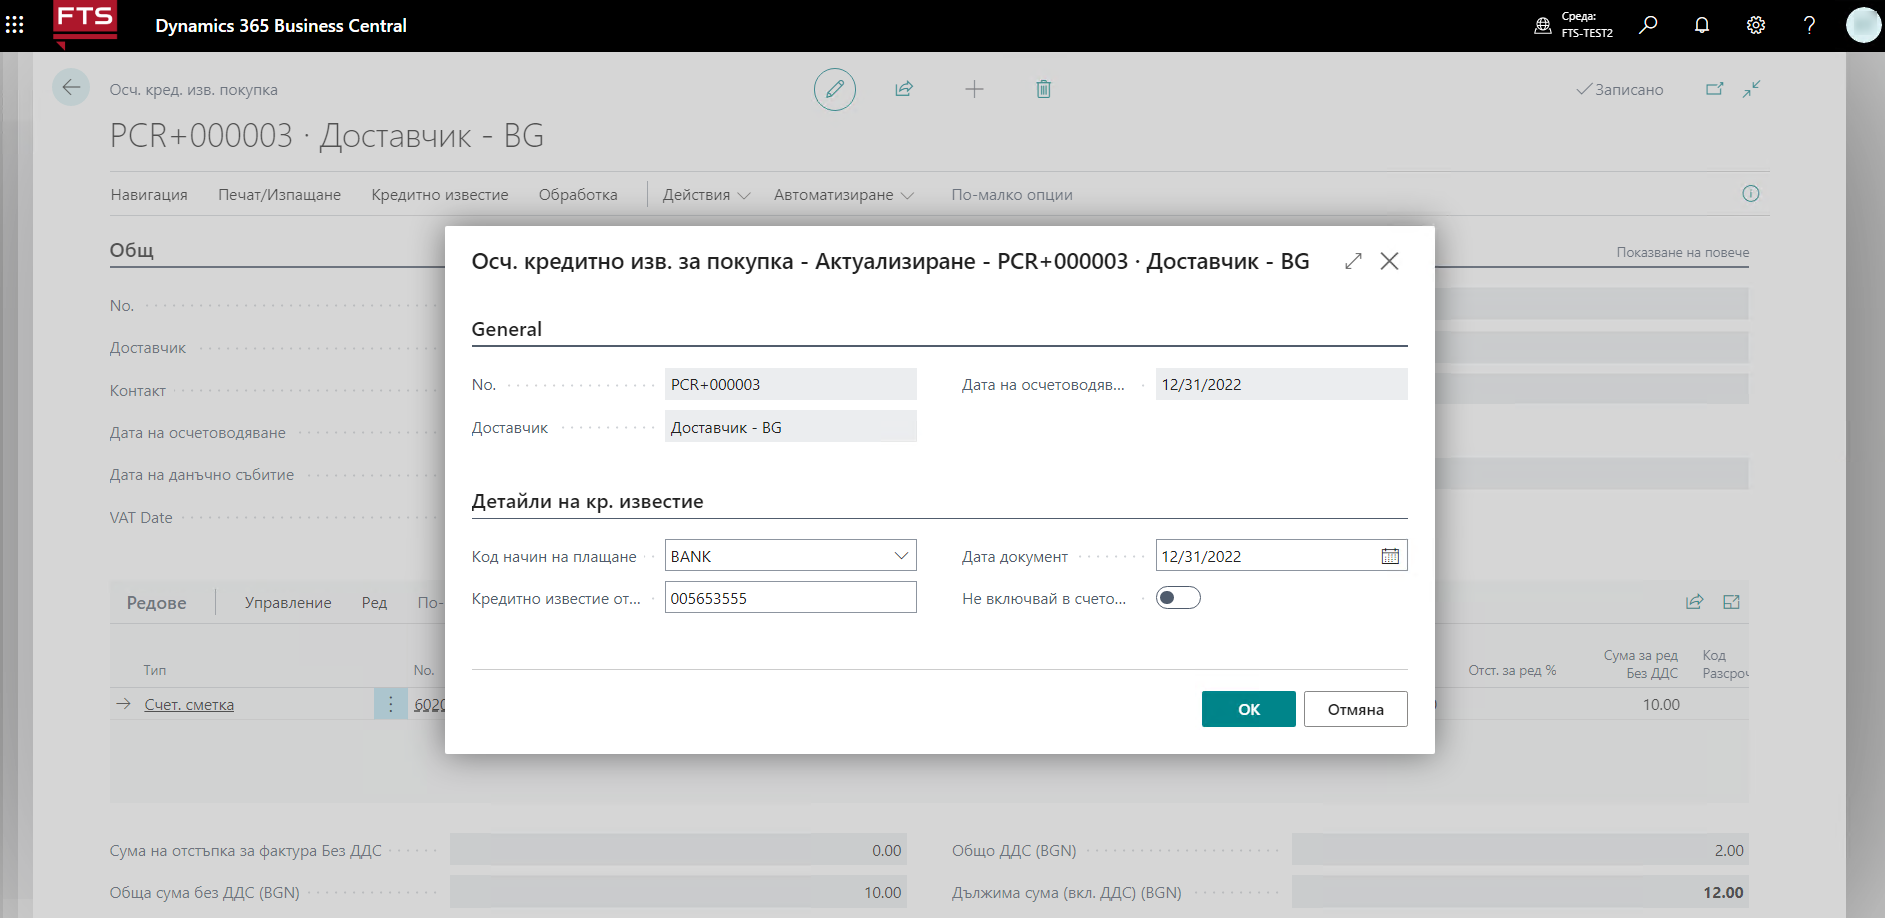 FTS
Dynamics 365 Business Central
Среда:
FTS-TEST2
?
Осч. кред. изв. покупка
Записано
PCR+000003 · Доставчик - BG
Навигация Печат/Изпащане Кредитно известие Обработка Действия Автоматизиране По-малко опции
Общ
Показване на повече
No.
Доставчик
Контакт
Дата на осчетоводяване
Дата на данъчно събитие
VAT Date
Осч. кредитно изв. за покупка - Актуализиране - PCR+000003 · Доставчик - BG
General
No. PCR+000003 Дата на осчетоводяв... 12/31/2022
Доставчик Доставчик - BG
Детайли на кр. известие
Код начин на плащане BANK Дата документ 12/31/2022
Кредитно известие от... 005653555 Не включвай в счето...
OK Отмяна
Редове Управление Ред По-
Тип No. Отст. за ред % Сума за ред Без ДДС Код Разсроч
Счет. сметка 6020 10.00
Сума на отстъпка за фактура Без ДДС 0.00 Общо ДДС (BGN) 2.00
Обща сума без ДДС (BGN) 10.00 Дължима сума (вкл. ДДС) (BGN) 12.00